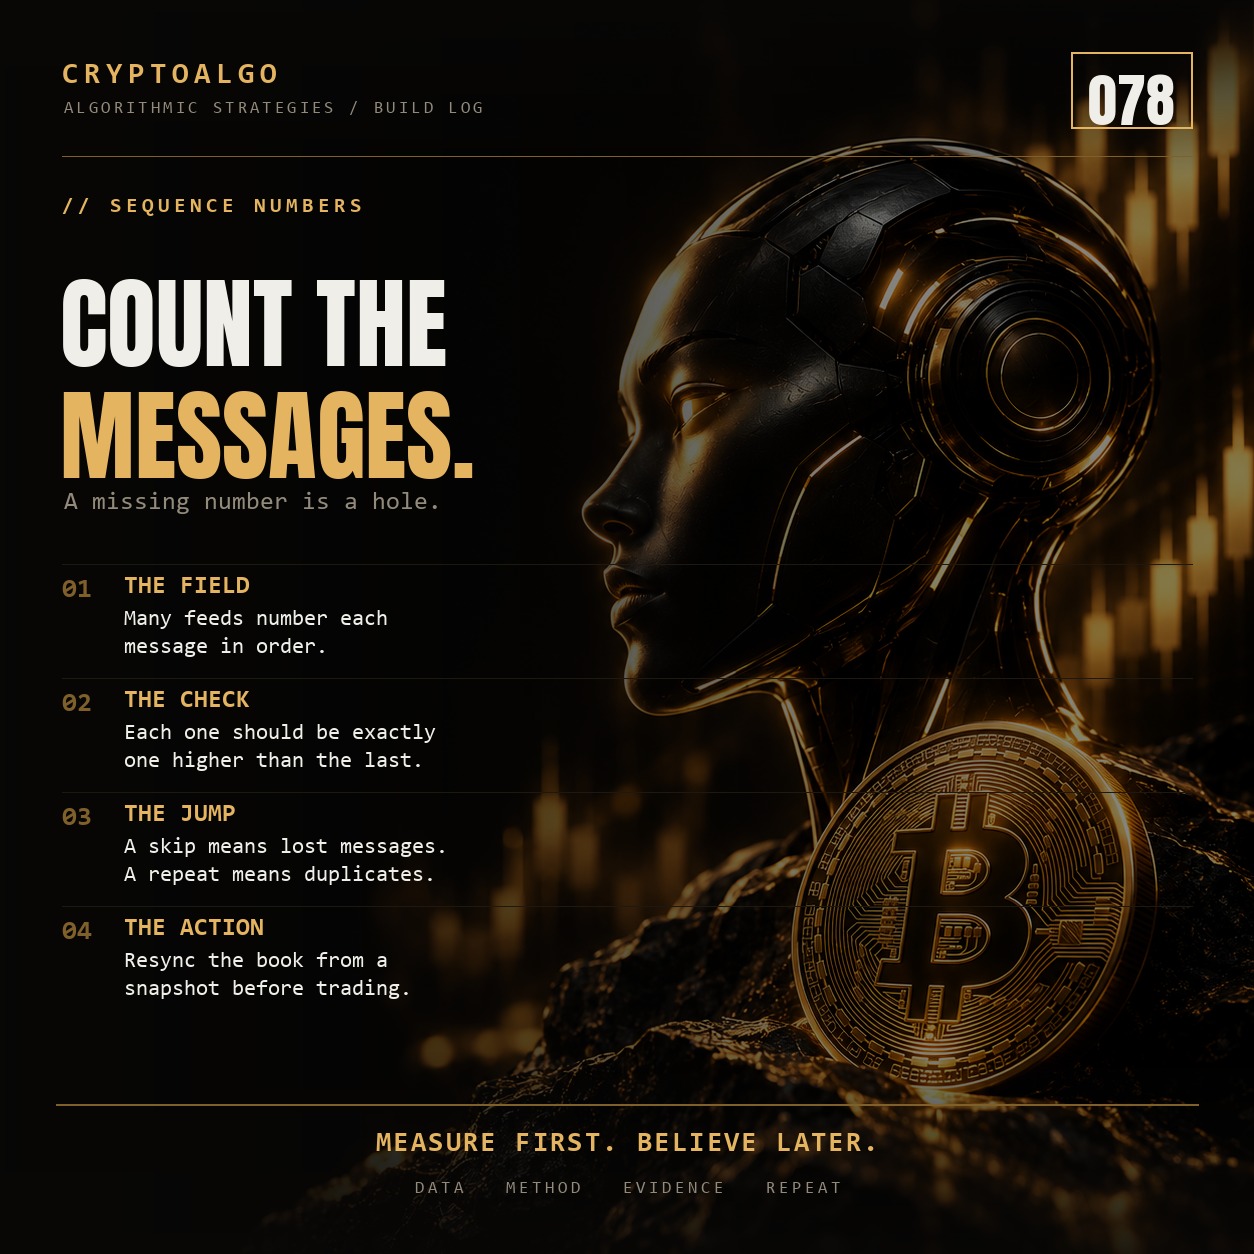 CRYPTOALGO
ALGORITHMIC STRATEGIES / BUILD LOG
078
// SEQUENCE NUMBERS
COUNT THE
MESSAGES.
A missing number is a hole.
01 THE FIELD
Many feeds number each
message in order.
02 THE CHECK
Each one should be exactly
one higher than the last.
03 THE JUMP
A skip means lost messages.
A repeat means duplicates.
04 THE ACTION
Resync the book from a
snapshot before trading.
MEASURE FIRST. BELIEVE LATER.
DATA METHOD EVIDENCE REPEAT